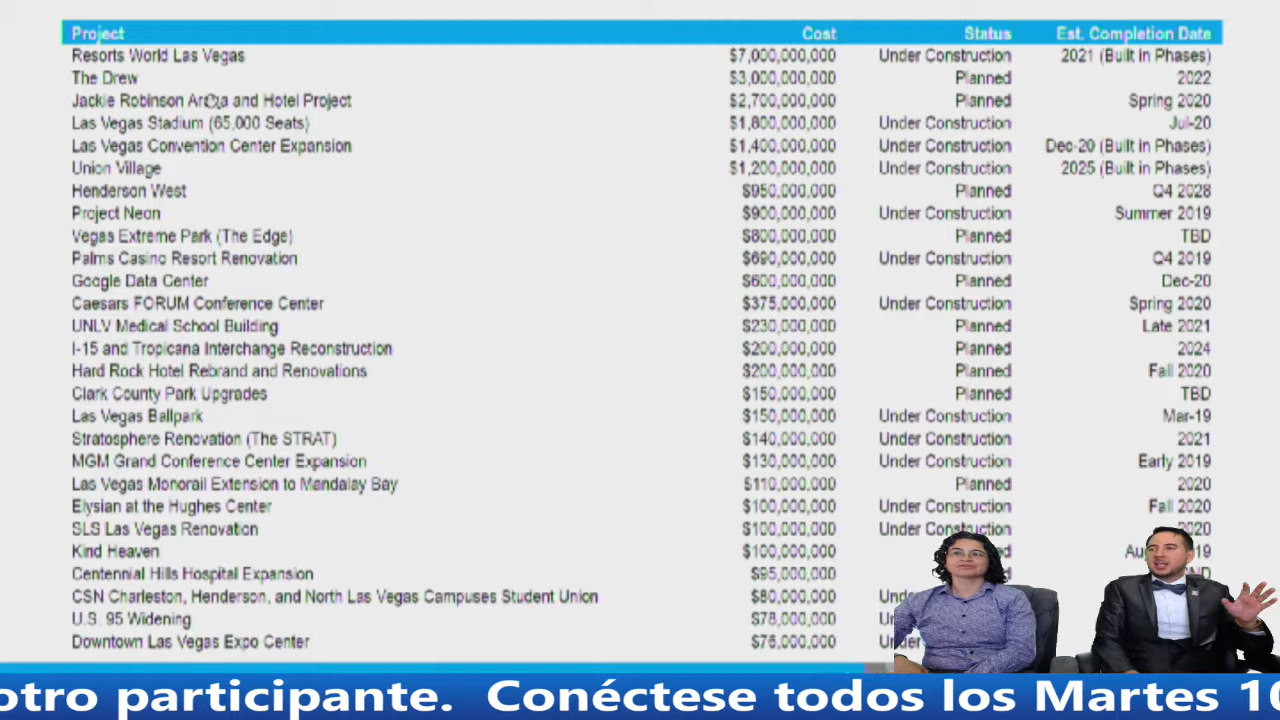 Project Cost Status Est. Completion Date
Resorts World Las Vegas $7,000,000,000 Under Construction 2021 (Built in Phases)
The Drew $3,000,000,000 Planned 2022
Jackie Robinson Arena and Hotel Project $2,700,000,000 Planned Spring 2020
Las Vegas Stadium (65,000 Seats) $1,800,000,000 Under Construction Jul-20
Las Vegas Convention Center Expansion $1,400,000,000 Under Construction Dec-20 (Built in Phases)
Union Village $1,200,000,000 Under Construction 2025 (Built in Phases)
Henderson West $950,000,000 Planned Q4 2028
Project Neon $900,000,000 Under Construction Summer 2019
Vegas Extreme Park (The Edge) $800,000,000 Planned TBD
Palms Casino Resort Renovation $690,000,000 Under Construction Q4 2019
Google Data Center $600,000,000 Planned Dec-20
Caesars FORUM Conference Center $375,000,000 Under Construction Spring 2020
UNLV Medical School Building $230,000,000 Planned Late 2021
I-15 and Tropicana Interchange Reconstruction $200,000,000 Planned 2024
Hard Rock Hotel Rebrand and Renovations $200,000,000 Planned Fall 2020
Clark County Park Upgrades $150,000,000 Planned TBD
Las Vegas Ballpark $150,000,000 Under Construction Mar-19
Stratosphere Renovation (The STRAT) $140,000,000 Under Construction 2021
MGM Grand Conference Center Expansion $130,000,000 Under Construction Early 2019
Las Vegas Monorail Extension to Mandalay Bay $110,000,000 Planned 2020
Elysian at the Hughes Center $100,000,000 Under Construction Fall 2020
SLS Las Vegas Renovation $100,000,000 Under Construction 2020
Kind Heaven $100,000,000
Centennial Hills Hospital Expansion $95,000,000
CSN Charleston, Henderson, and North Las Vegas Campuses Student Union $80,000,000
U.S. 95 Widening $78,000,000
Downtown Las Vegas Expo Center $76,000,000 Under
otro participante. Conéctese todos los Martes 10